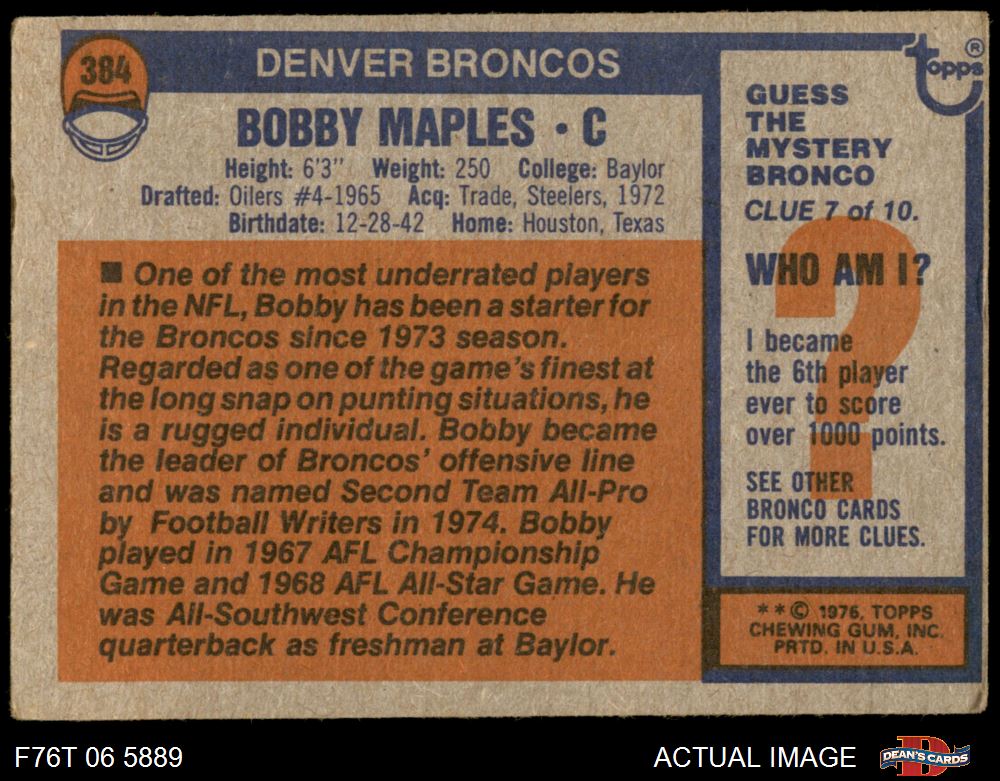 384
DENVER BRONCOS
BOBBY MAPLES • C
Height: 6'3" Weight: 250 College: Baylor
Drafted: Oilers #4-1965 Acq: Trade, Steelers, 1972
Birthdate: 12-28-42 Home: Houston, Texas
■ One of the most underrated players
in the NFL, Bobby has been a starter for
the Broncos since 1973 season.
Regarded as one of the game's finest at
the long snap on punting situations, he
is a rugged individual. Bobby became
the leader of Broncos' offensive line
and was named Second Team All-Pro
by Football Writers in 1974. Bobby
played in 1967 AFL Championship
Game and 1968 AFL All-Star Game. He
was All-Southwest Conference
quarterback as freshman at Baylor.
topps ®
GUESS
THE
MYSTERY
BRONCO
CLUE 7 of 10.
WHO AM I?
I became
the 6th player
ever to score
over 1000 points.
SEE OTHER
BRONCO CARDS
FOR MORE CLUES.
?
* * © 1976, TOPPS
CHEWING GUM, INC.
PRTD. IN U.S.A.
F76T 06 5889
ACTUAL IMAGE
D
DEAN'S CARDS